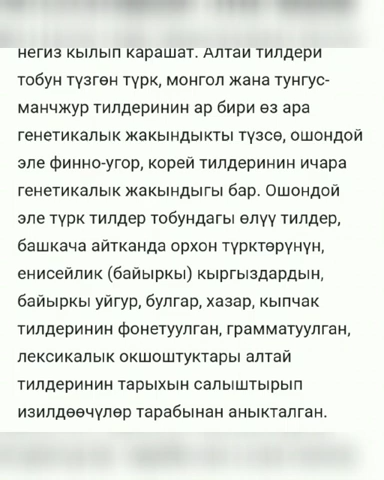 негиз кылып карашат. Алтай тилдери
тобун түзгөн түрк, монгол жана тунгус-
манчжур тилдеринин ар бири өз ара
генетикалык жакындыкты түзсө, ошондой
эле финно-угор, корей тилдеринин ичара
генетикалык жакындыгы бар. Ошондой
эле түрк тилдер тобундагы өлүү тилдер,
башкача айтканда орхон түрктөрүнүн,
енисейлик (байыркы) кыргыздардын,
байыркы уйгур, булгар, хазар, кыпчак
тилдеринин фонетуулган, грамматуулган,
лексикалык окшоштуктары алтай
тилдеринин тарыхын салыштырып
изилдөөчүлөр тарабынан аныкталган.